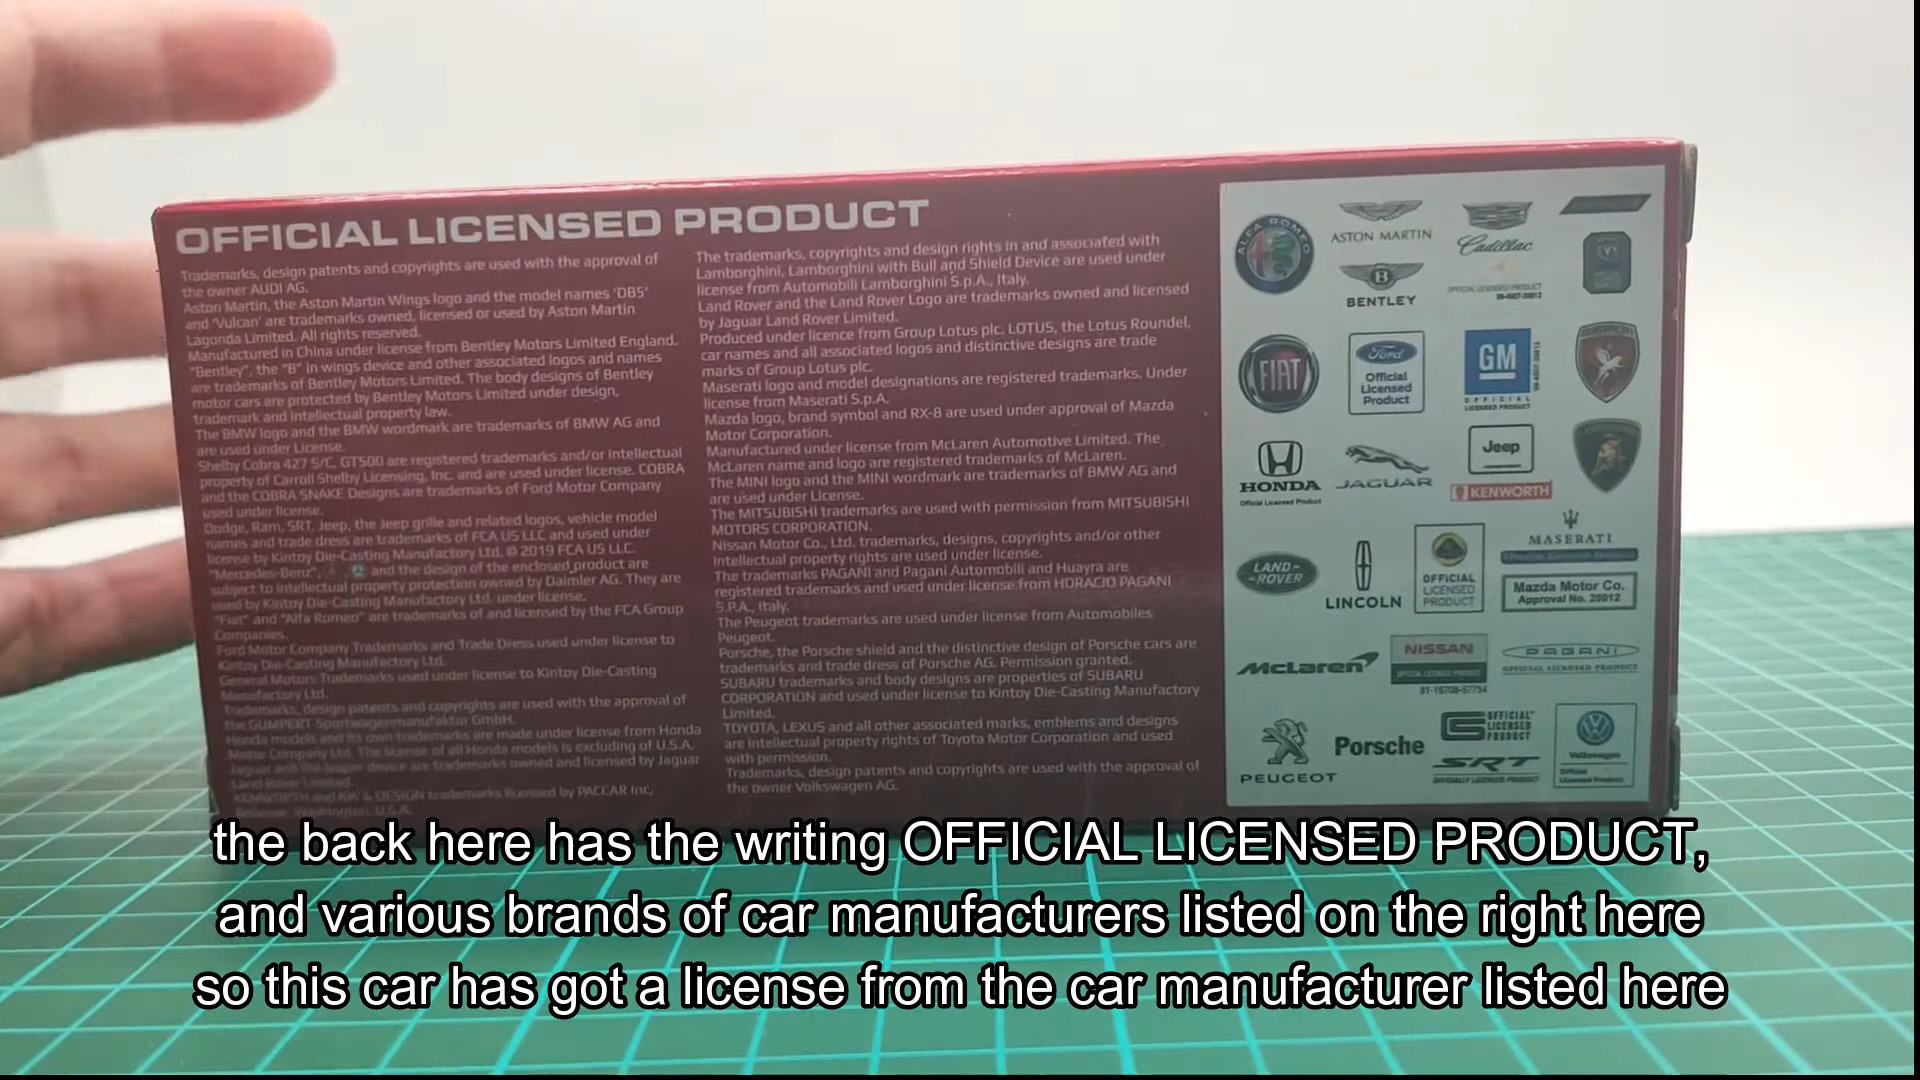 OFFICIAL LICENSED PRODUCT
Trademarks, design patents and copyrights are used with the approval of
the owner AUDI AG.
Aston Martin, the Aston Martin Wings logo and the model names 'DB5'
and 'Vulcan' are trademarks owned, licensed or used by Aston Martin
Lagonda Limited. All rights reserved.
Manufactured in China under license from Bentley Motors Limited England.
"Bentley", the "B" in wings device and other associated logos and names
are trademarks of Bentley Motors Limited. The body designs of Bentley
motor cars are protected by Bentley Motors Limited under design,
trademark and intellectual property law.
The BMW logo and the BMW wordmark are trademarks of BMW AG and
are used under License.
Shelby Cobra 427 S/C, GT500 are registered trademarks and/or intellectual
property of Carroll Shelby Licensing, Inc. and are used under license. COBRA
and the COBRA SNAKE Designs are trademarks of Ford Motor Company
used under license.
Dodge, Ram, SRT, Jeep, the Jeep grille and related logos, vehicle model
names and trade dress are trademarks of FCA US LLC and used under
license by Kintoy Die-Casting Manufactory Ltd. © 2019 FCA US LLC.
"Mercedes-Benz", and the design of the enclosed product are
subject to intellectual property protection owned by Daimler AG. They are
used by Kintoy Die-Casting Manufactory Ltd. under license.
"Fiat" and "Alfa Romeo" are trademarks of and licensed by the FCA Group
Companies.
Ford Motor Company Trademarks and Trade Dress used under license to
Kintoy Die-Casting Manufactory Ltd.
General Motors Trademarks used under license to Kintoy Die-Casting
Manufactory Ltd.
Trademarks, design patents and copyrights are used with the approval of
the GUMPERT Sportwagenmanufaktur GmbH.
Honda models and its own trademarks are made under license from Honda
Motor Company Ltd. The license of all Honda models is excluding of U.S.A.
Jaguar and the leaper device are trademarks owned and licensed by Jaguar
Land Rover Limited.
KENWORTH and KW & DESIGN trademarks licensed by PACCAR Inc,
Bellevue, Washington, U.S.A.
The trademarks, copyrights and design rights in and associated with
Lamborghini, Lamborghini with Bull and Shield Device are used under
license from Automobili Lamborghini S.p.A., Italy.
Land Rover and the Land Rover Logo are trademarks owned and licensed
by Jaguar Land Rover Limited.
Produced under licence from Group Lotus plc. LOTUS, the Lotus Roundel,
car names and all associated logos and distinctive designs are trade
marks of Group Lotus plc.
Maserati logo and model designations are registered trademarks. Under
license from Maserati S.p.A.
Mazda logo, brand symbol and RX-8 are used under approval of Mazda
Motor Corporation.
Manufactured under license from McLaren Automotive Limited. The
McLaren name and logo are registered trademarks of McLaren.
The MINI logo and the MINI wordmark are trademarks of BMW AG and
are used under License.
The MITSUBISHI trademarks are used with permission from MITSUBISHI
MOTORS CORPORATION.
Nissan Motor Co., Ltd. trademarks, designs, copyrights and/or other
intellectual property rights are used under license.
The trademarks PAGANI and Pagani Automobili and Huayra are
registered trademarks and used under license from HORACIO PAGANI
S.P.A., Italy.
The Peugeot trademarks are used under license from Automobiles
Peugeot.
Porsche, the Porsche shield and the distinctive design of Porsche cars are
trademarks and trade dress of Porsche AG. Permission granted.
SUBARU trademarks and body designs are properties of SUBARU
CORPORATION and used under license to Kintoy Die-Casting Manufactory
Limited.
TOYOTA, LEXUS and all other associated marks, emblems and designs
are intellectual property rights of Toyota Motor Corporation and used
with permission.
Trademarks, design patents and copyrights are used with the approval of
the owner Volkswagen AG.
ALFA ROMEO
ASTON MARTIN
BENTLEY
Cadillac
OFFICIAL LICENSED PRODUCT
FIAT
Ford
Official
Licensed
Product
GM
OFFICIAL
LICENSED PRODUCT
HONDA
Official Licensed Product
JAGUAR
Jeep
KENWORTH
LAND-
-ROVER
LINCOLN
OFFICIAL
LICENSED
PRODUCT
MASERATI
Mazda Motor Co.
Approval No. 20012
McLaren
NISSAN
OFFICIAL LICENSED PRODUCT
PAGANI
OFFICIAL LICENSED PRODUCT
PEUGEOT
Porsche
OFFICIAL
LICENSED
PRODUCT
SRT
OFFICIALLY LICENSED PRODUCT
Volkswagen
Official
Licensed Product
the back here has the writing OFFICIAL LICENSED PRODUCT,
and various brands of car manufacturers listed on the right here
so this car has got a license from the car manufacturer listed here